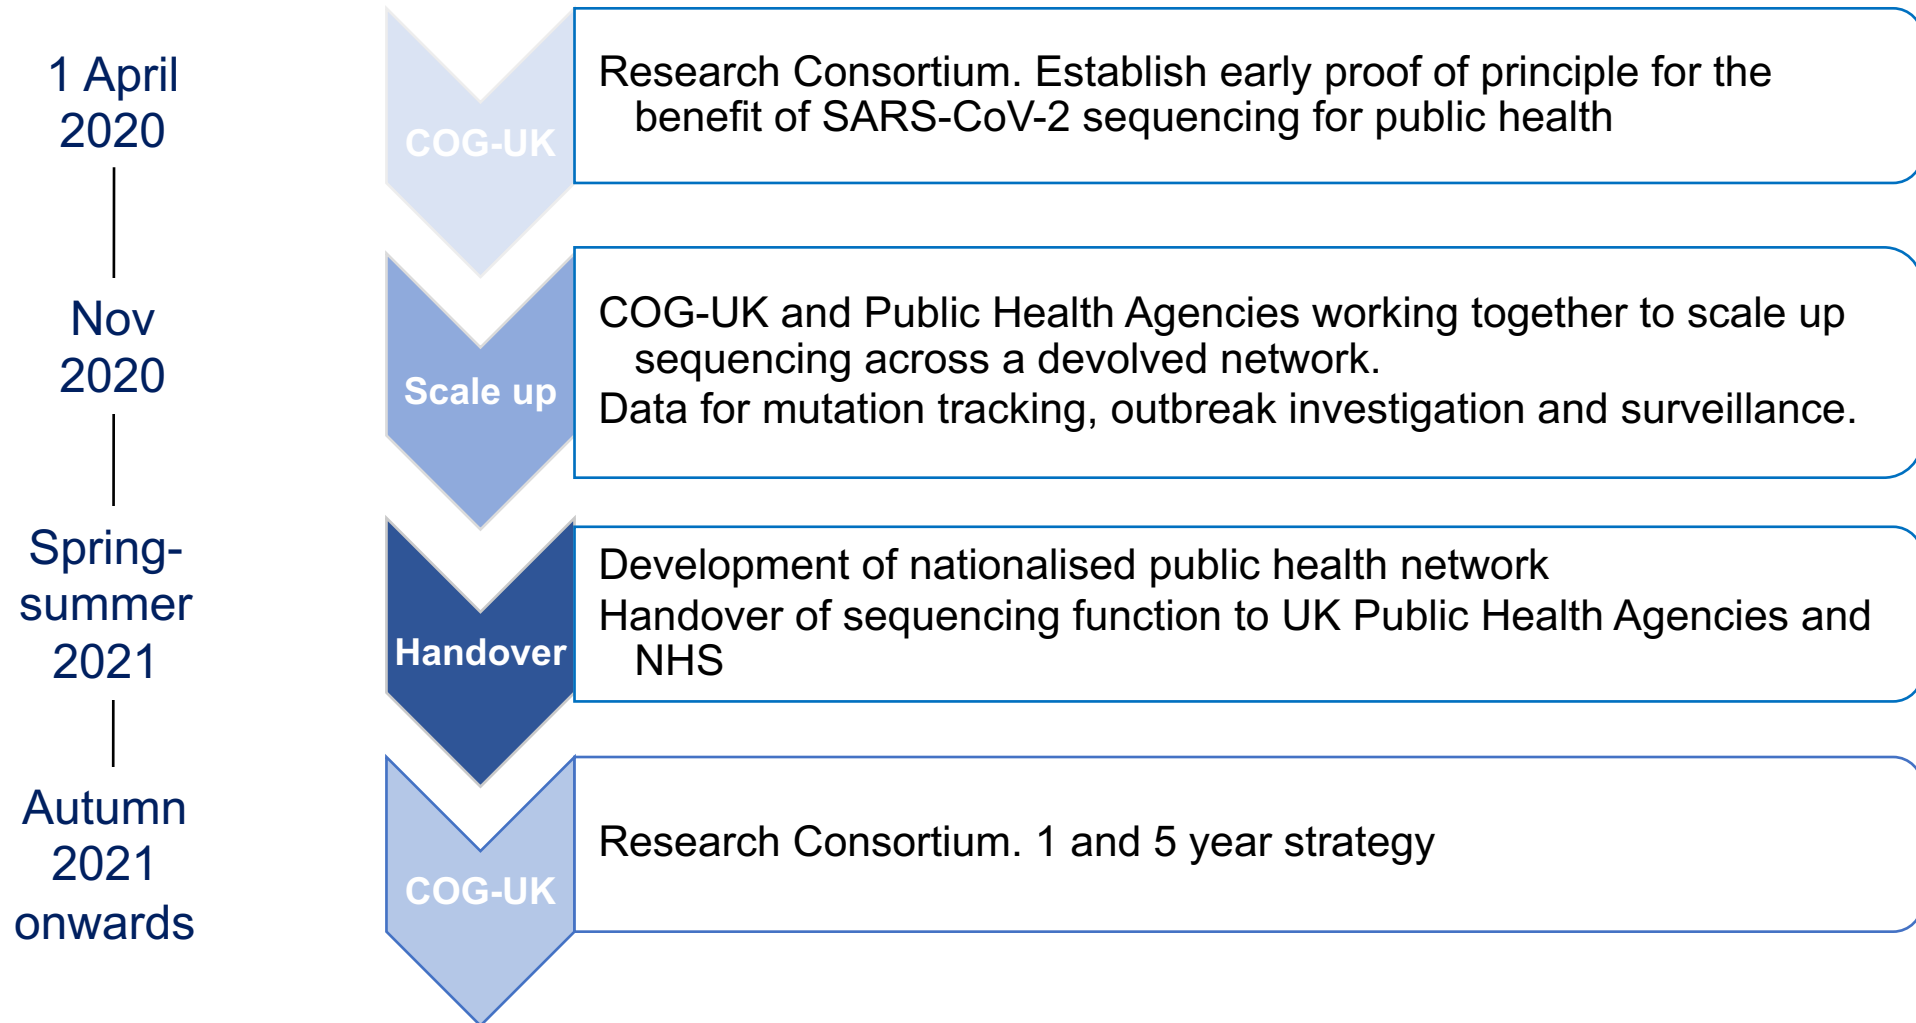 1 April
2020
COG-UK
Research Consortium. Establish early proof of principle for the
benefit of SARS-CoV-2 sequencing for public health
Nov
2020
Scale up
COG-UK and Public Health Agencies working together to scale up
sequencing across a devolved network.
Data for mutation tracking, outbreak investigation and surveillance.
Spring-
summer
2021
Handover
Development of nationalised public health network
Handover of sequencing function to UK Public Health Agencies and
NHS
Autumn
2021
onwards
COG-UK
Research Consortium. 1 and 5 year strategy